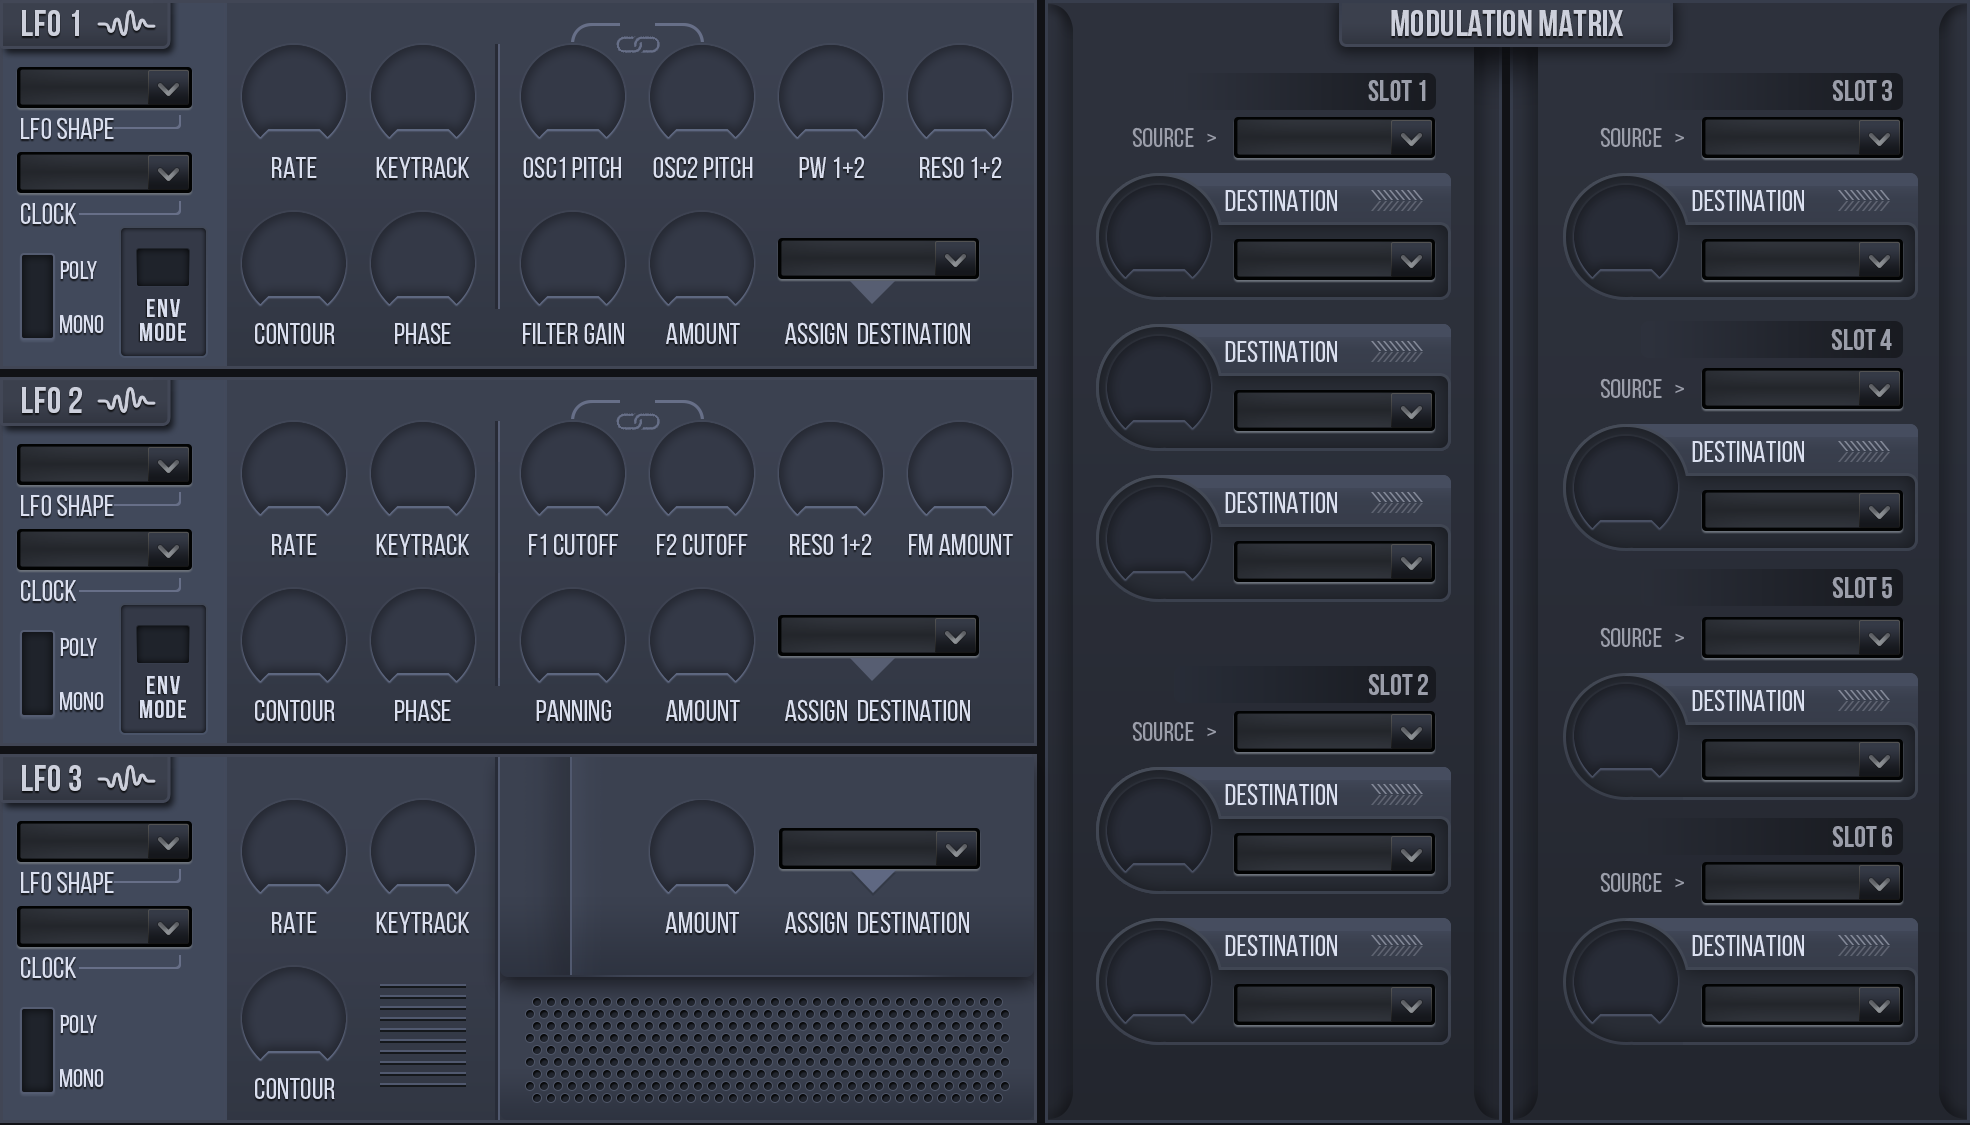 LFO 1
LFO SHAPE
CLOCK
POLY
MONO
ENV
MODE
RATE KEYTRACK OSC1 PITCH OSC2 PITCH PW 1+2 RESO 1+2
CONTOUR PHASE FILTER GAIN AMOUNT ASSIGN DESTINATION
LFO 2
LFO SHAPE
CLOCK
POLY
MONO
ENV
MODE
RATE KEYTRACK F1 CUTOFF F2 CUTOFF RESO 1+2 FM AMOUNT
CONTOUR PHASE PANNING AMOUNT ASSIGN DESTINATION
LFO 3
LFO SHAPE
CLOCK
POLY
MONO
RATE KEYTRACK AMOUNT ASSIGN DESTINATION
CONTOUR
MODULATION MATRIX
SLOT 1
SOURCE >
DESTINATION
DESTINATION
DESTINATION
SLOT 2
SOURCE >
DESTINATION
DESTINATION
SLOT 3
SOURCE >
DESTINATION
SLOT 4
SOURCE >
DESTINATION
SLOT 5
SOURCE >
DESTINATION
SLOT 6
SOURCE >
DESTINATION